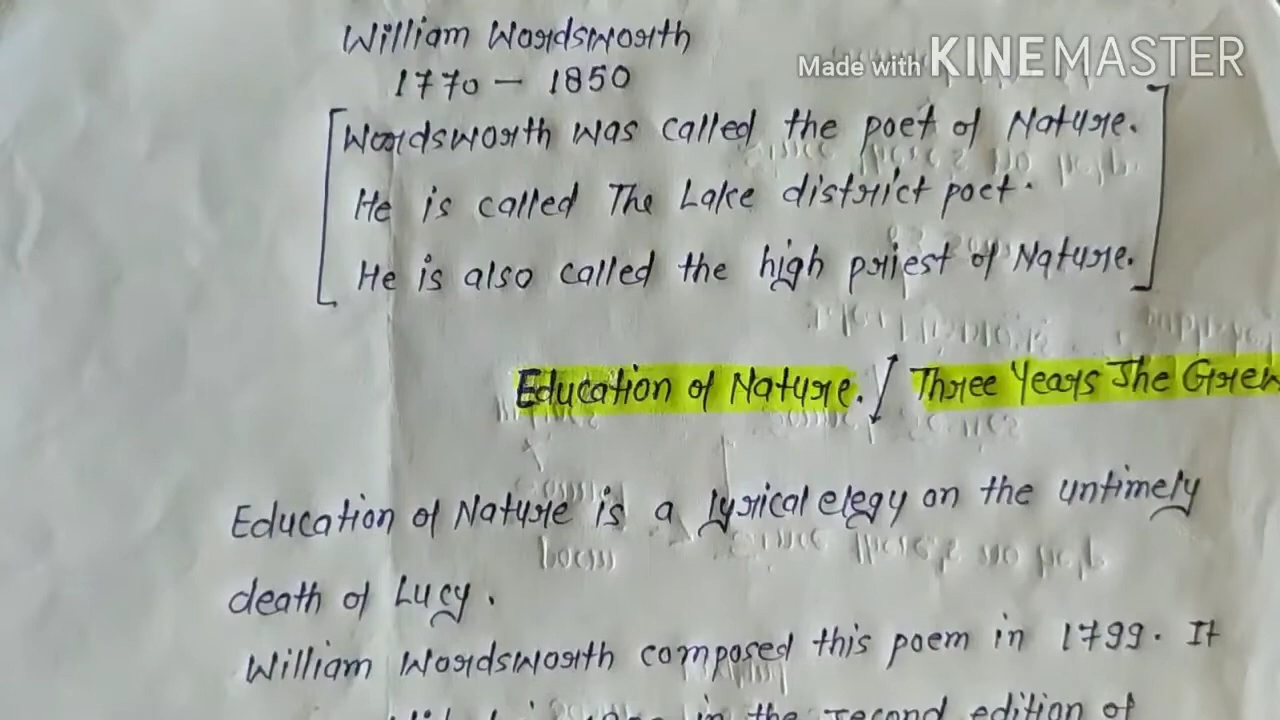 William Wordsworth
Made with KINEMASTER
1770 - 1850
Wordsworth was called the poet of Nature.
He is called The Lake district poet.
He is also called the high priest of Nature.
Education of Nature. / Three Years The Grew
Education of Nature is a lyrical elegy on the untimely
death of Lucy.
William Wordsworth composed this poem in 1799. It
in the second edition of